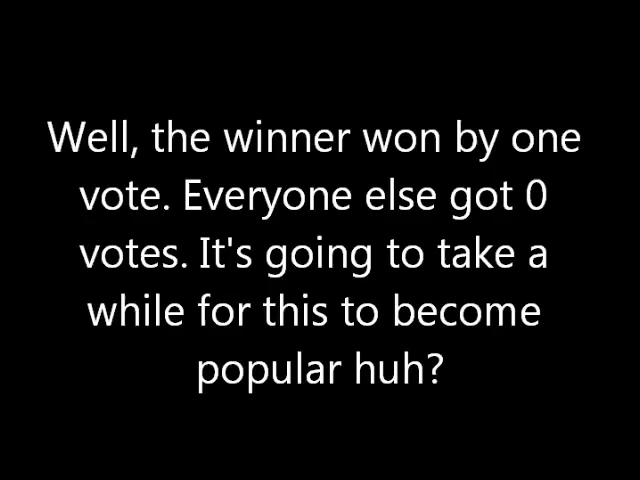 Well, the winner won by one
vote. Everyone else got 0
votes. It's going to take a
while for this to become
popular huh?